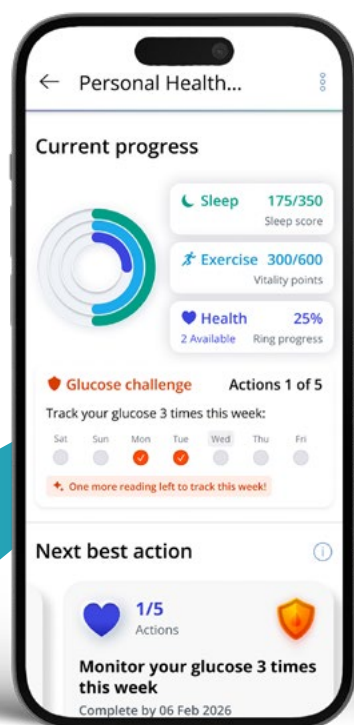 Personal Health...
Current progress
Sleep 175/350
Sleep score
Exercise 300/600
Vitality points
Health 25%
2 Available Ring progress
Glucose challenge Actions 1 of 5
Track your glucose 3 times this week:
Sat Sun Mon Tue Wed Thu Fri
One more reading left to track this week!
Next best action
1/5
Actions
Monitor your glucose 3 times
this week
Complete by 06 Feb 2026